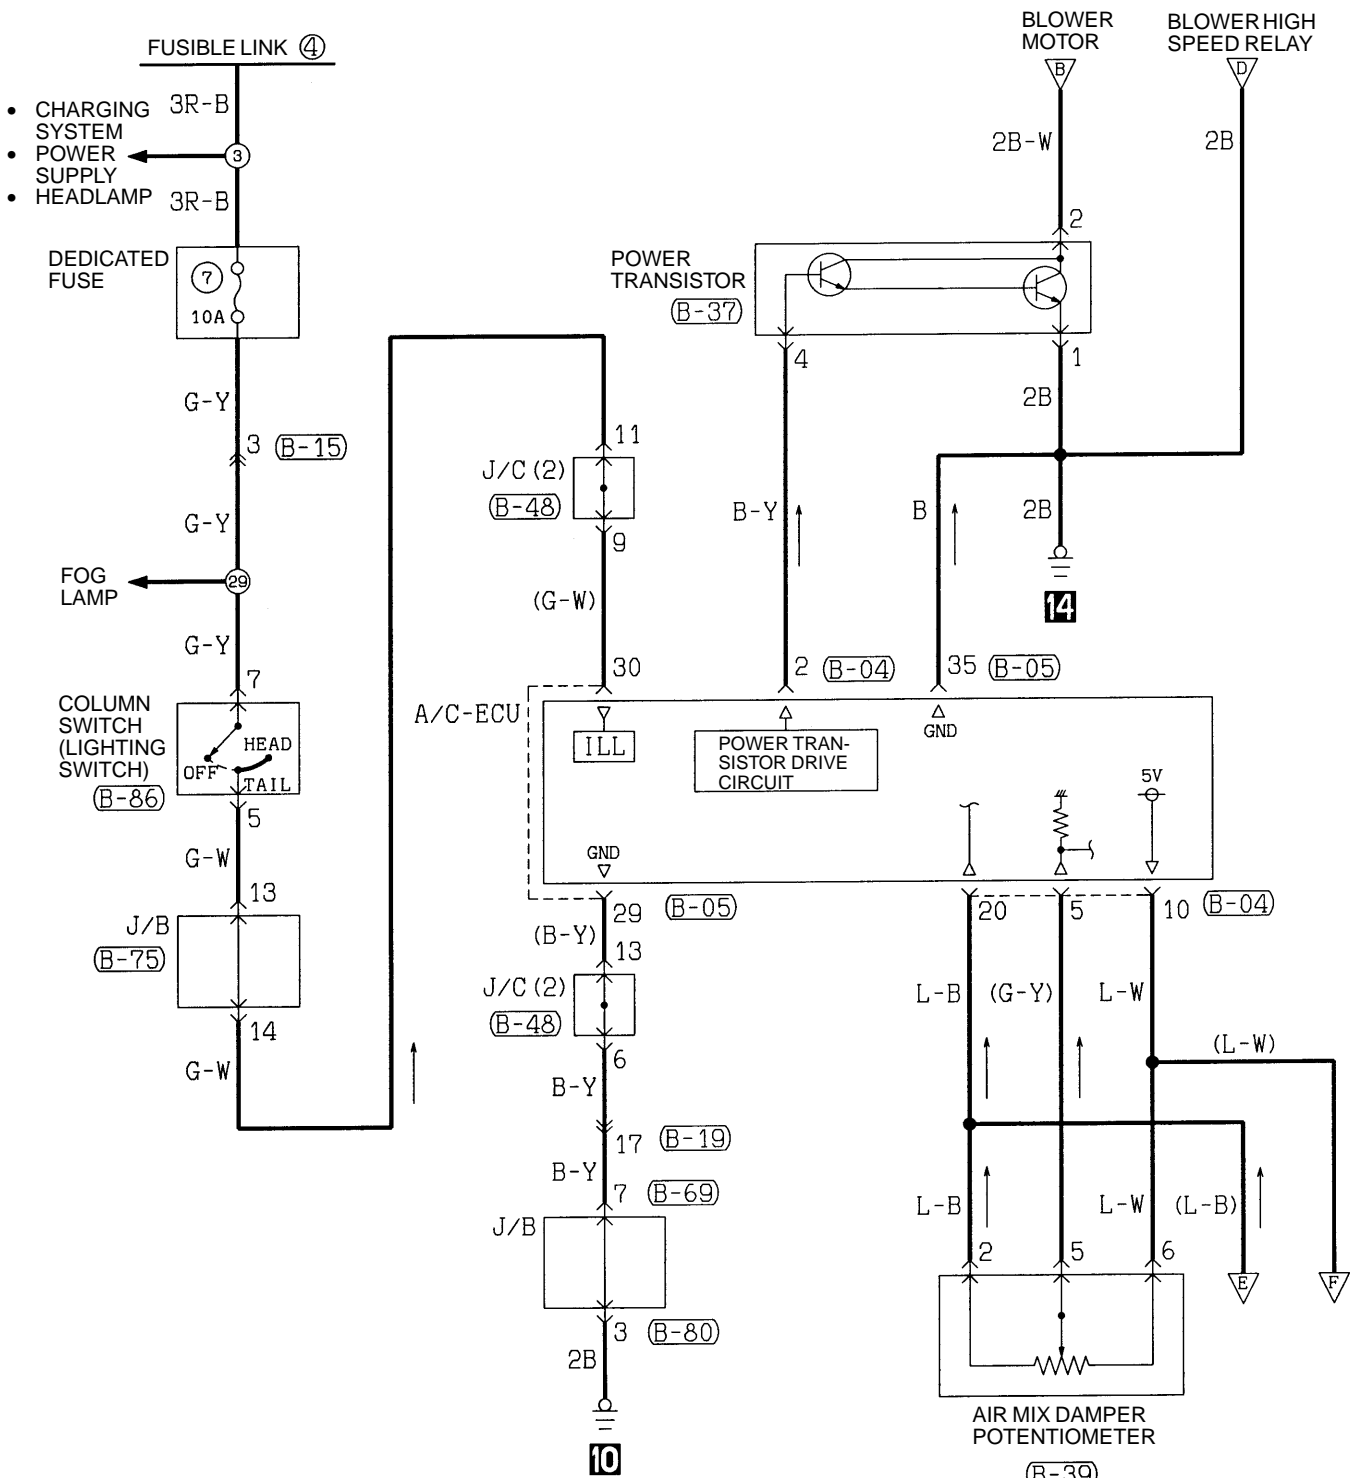 FUSIBLE LINK ④
3R-B
• CHARGING
SYSTEM
• POWER
SUPPLY
• HEADLAMP
3
3R-B
DEDICATED
FUSE
7
10A
G-Y
3 B-15
G-Y
FOG
LAMP
29
G-Y
7
COLUMN
SWITCH
(LIGHTING
SWITCH)
B-86
OFF
HEAD
TAIL
5
G-W
13
J/B
B-75
14
G-W
11
J/C (2)
B-48
9
(G-W)
30
A/C-ECU
ILL
GND
29
B-05
(B-Y)
13
J/C (2)
B-48
6
B-Y
17 B-19
B-Y
7 B-69
J/B
3 B-80
2B
10
BLOWER
MOTOR
B
BLOWER HIGH
SPEED RELAY
D
2B-W
2B
2
POWER
TRANSISTOR
B-37
4
1
2B
B-Y
B
2B
14
2 B-04
35 B-05
POWER TRAN-
SISTOR DRIVE
CIRCUIT
GND
5V
20
5
10 B-04
L-B
(G-Y)
L-W
(L-W)
L-B
L-W
(L-B)
2
5
6
E
F
AIR MIX DAMPER
POTENTIOMETER
B-39